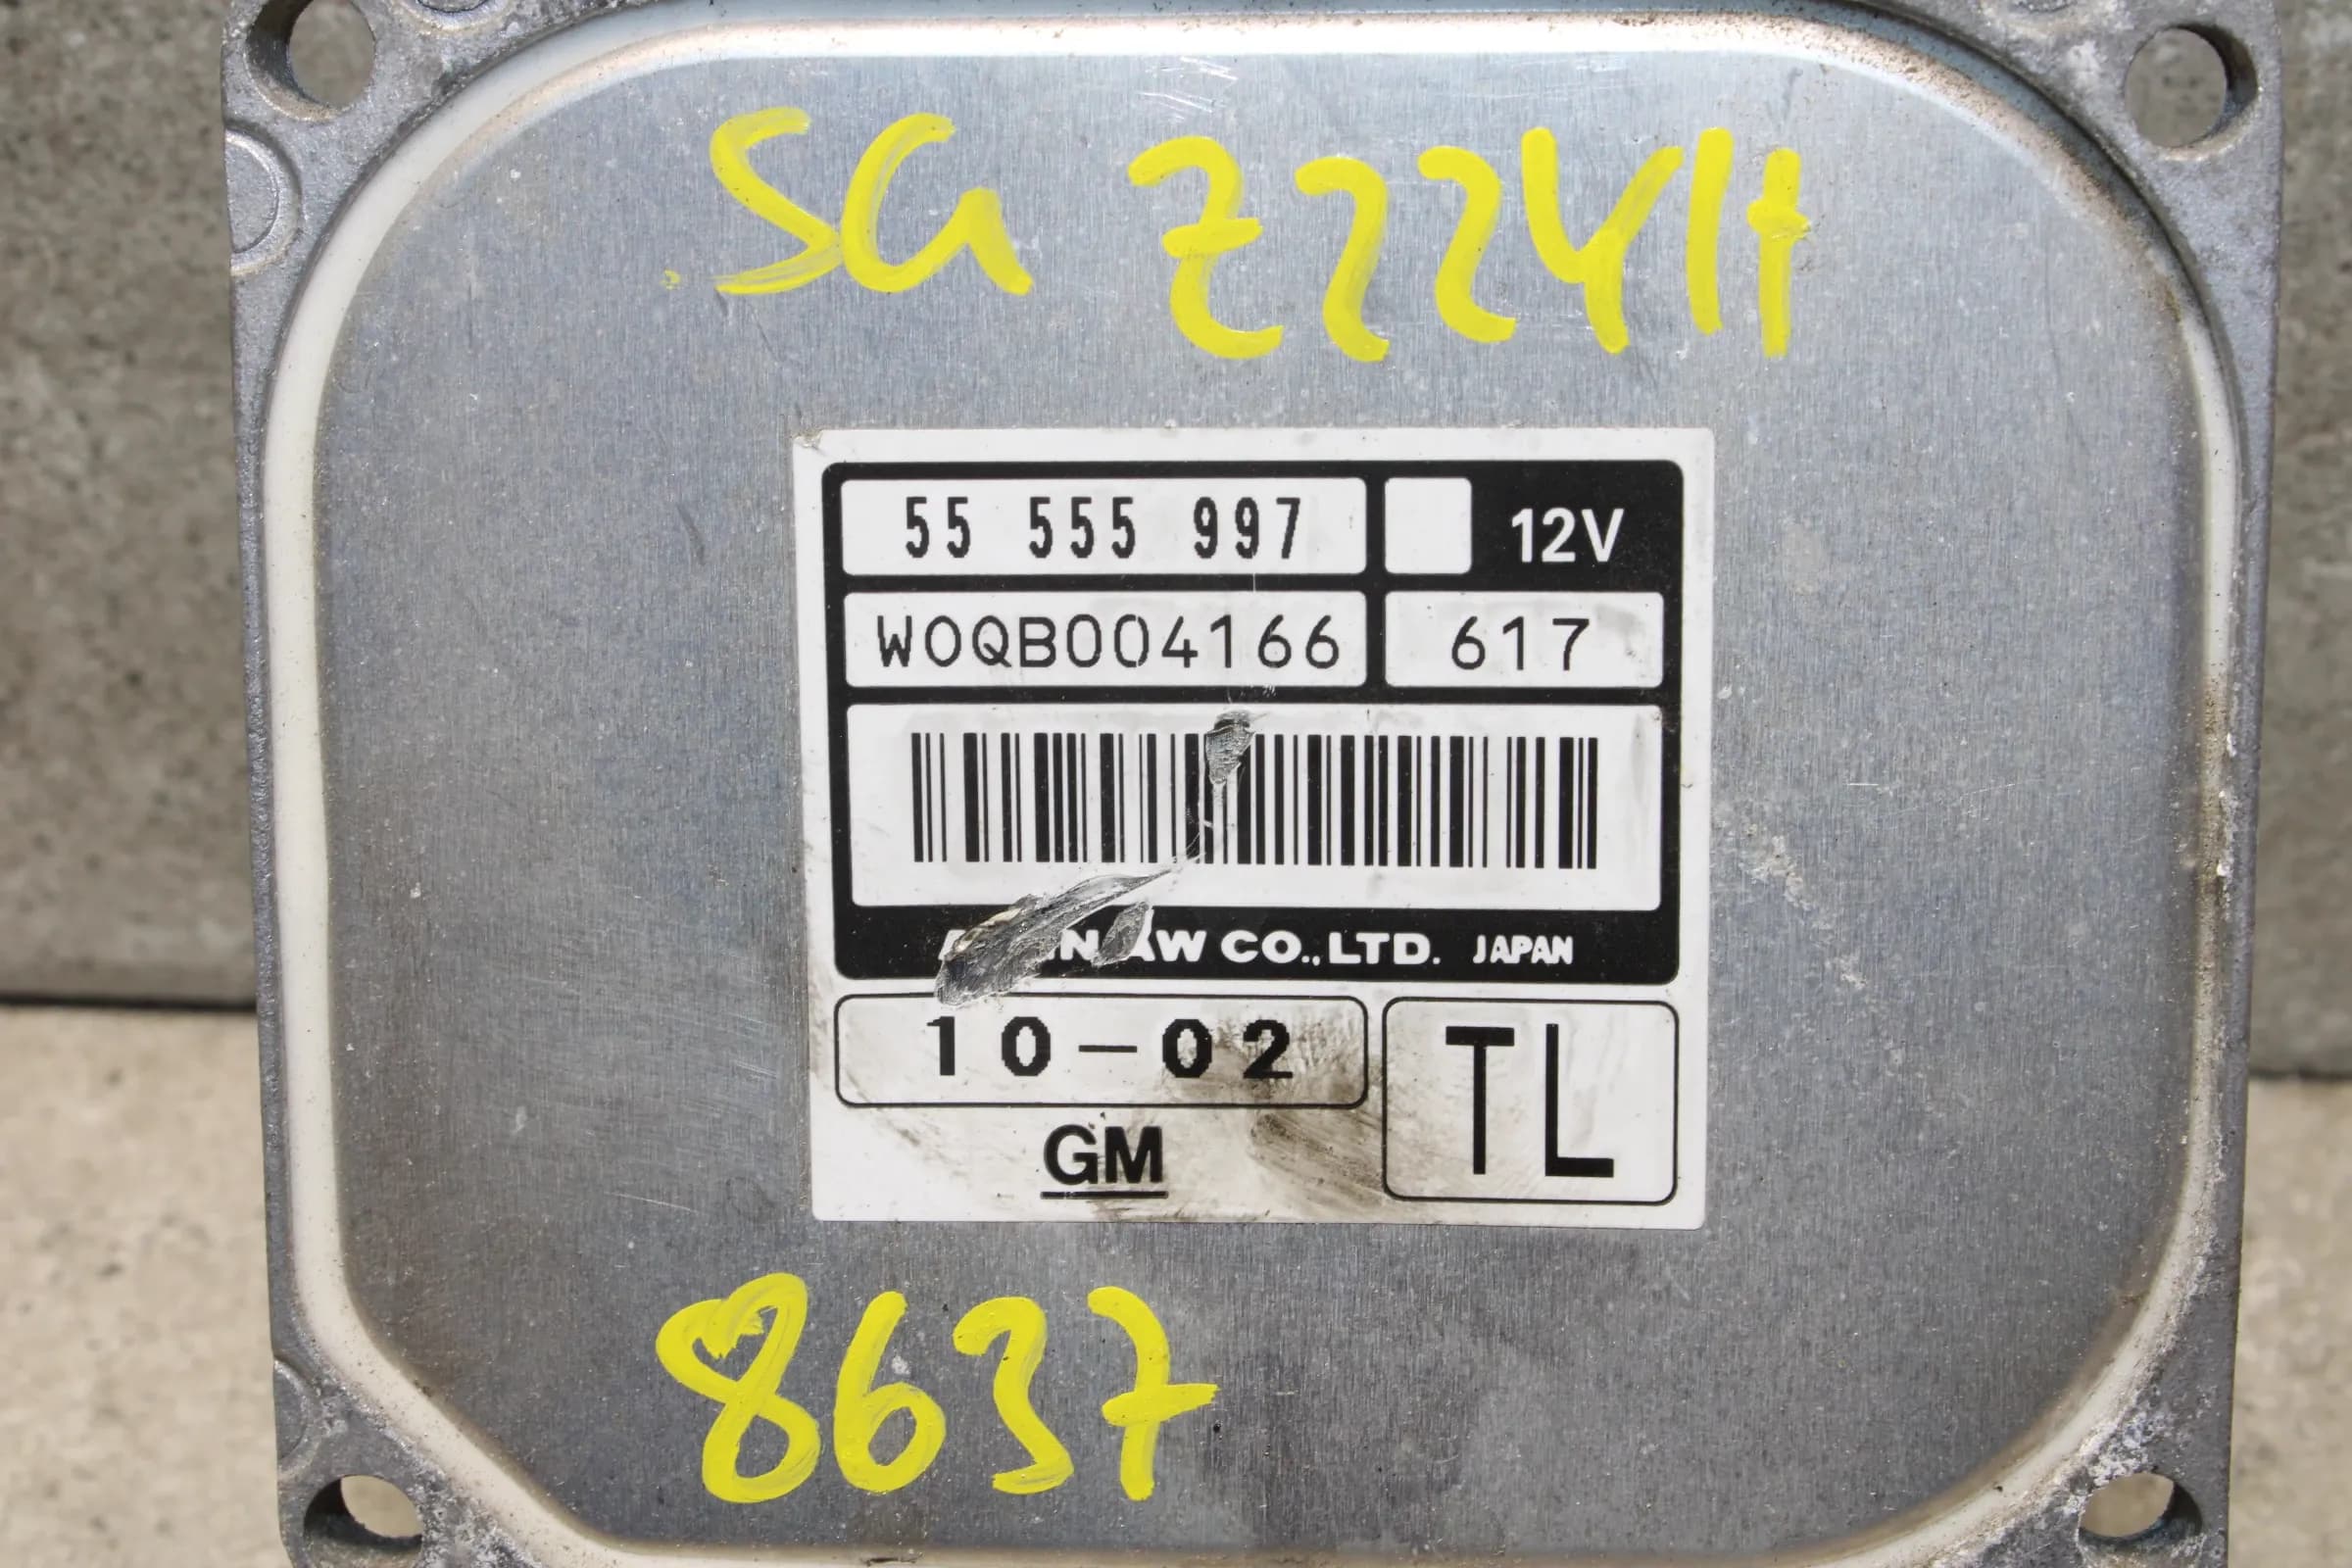 SG Z22YH
55 555 997
12V
W0QB004166
617
AW CO.,LTD. JAPAN
10-02
TL
GM
8637